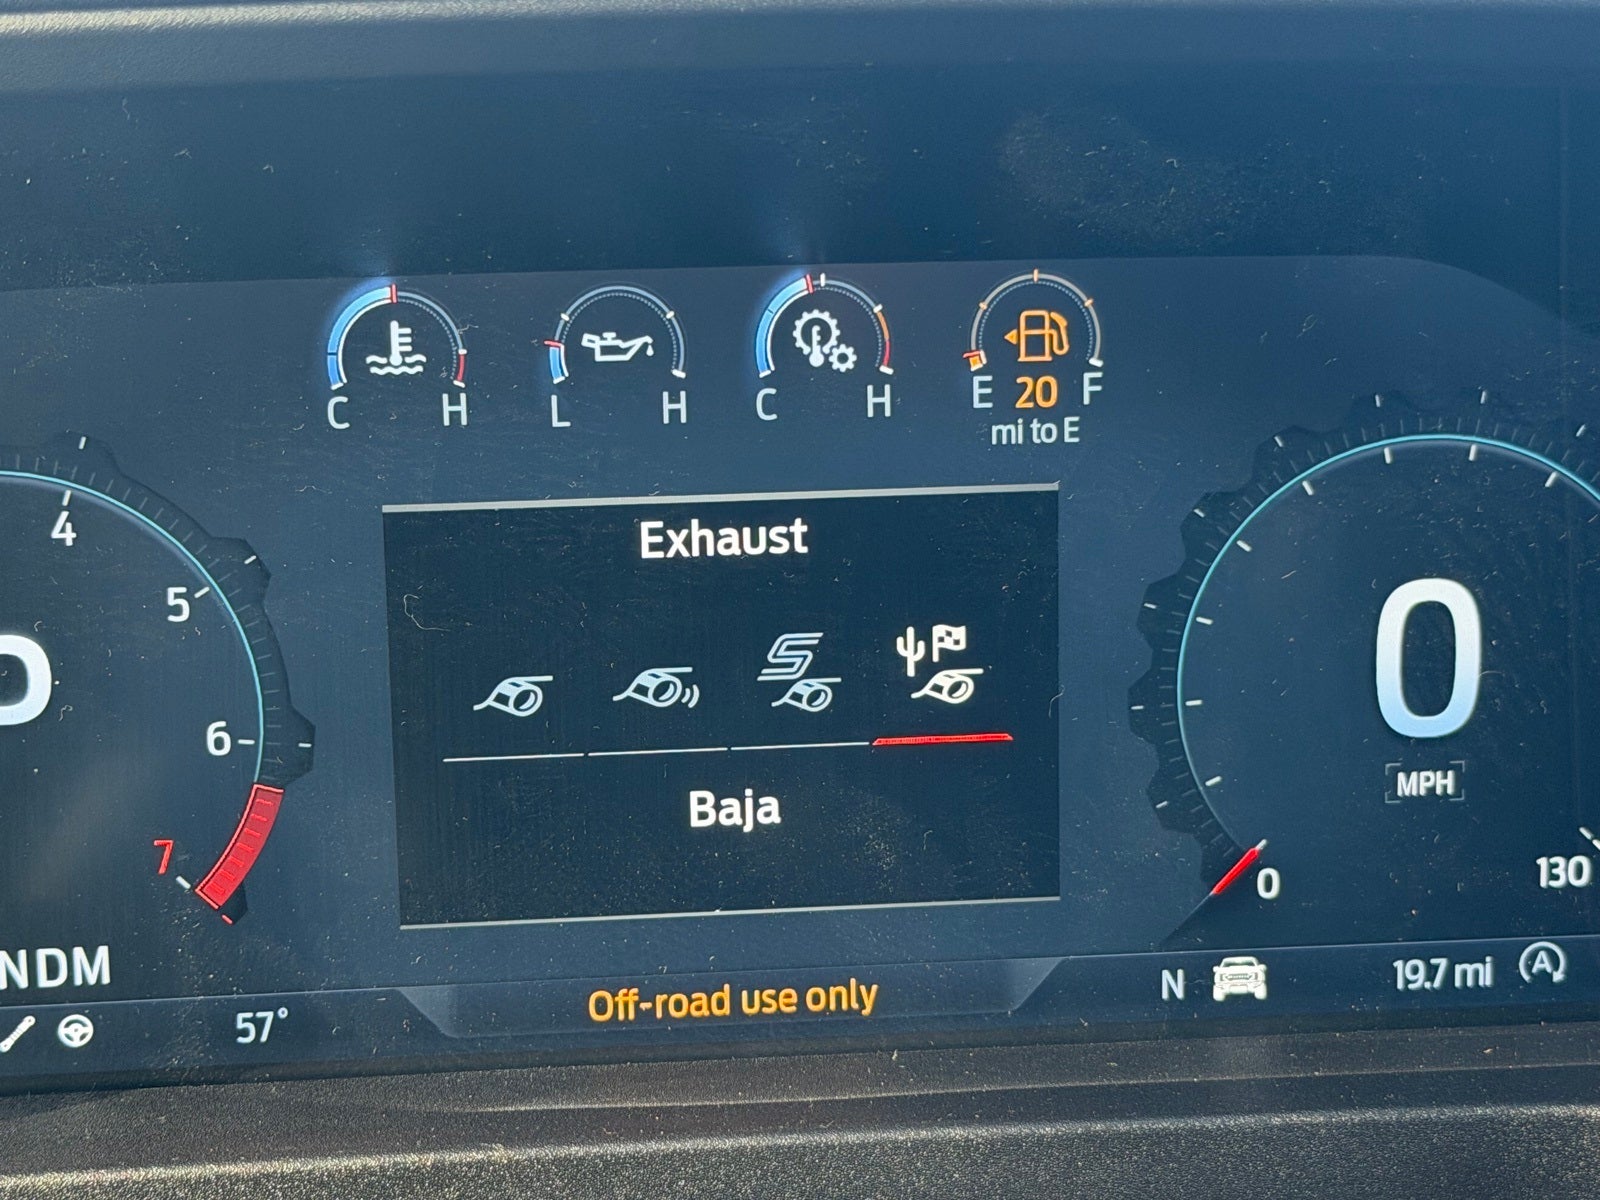 C H
L H
C H
E 20 F
mi to E
4
5
6
7
Exhaust
S
Baja
0
MPH
0
130
NDM
57°
Off-road use only
N
19.7 mi
A